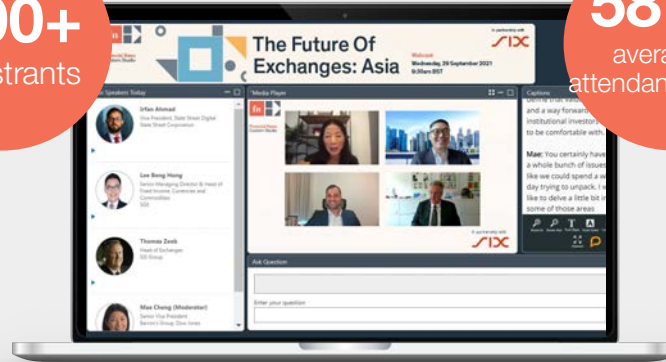 00+
strants
58
avera
attendan
In partnership with
SIX
The Future Of
Exchanges: Asia
Webcast
Wednesday, 29 September 2021
9:30am BST
Speakers Today
Irfan Ahmad
Vice President, State Street Digital
State Street Corporation
Lee Beng Hong
Senior Managing Director & Head of
Fixed Income, Currencies and
Commodities
SGX
Thomas Zeeb
Head of Exchanges
SIX Group
Mae Cheng (Moderator)
Senior Vice President
Barron's Group, Dow Jones
Media Player
fn
Financial News
Custom Studio
In partnership with
SIX
Captions
and a way forward
institutional investors
to be comfortable with.
Mae: You certainly have
a whole bunch of issues
like we could spend a w
day trying to unpack. I w
like to delve a little bit in
some of those areas
Ask Question
Enter your question